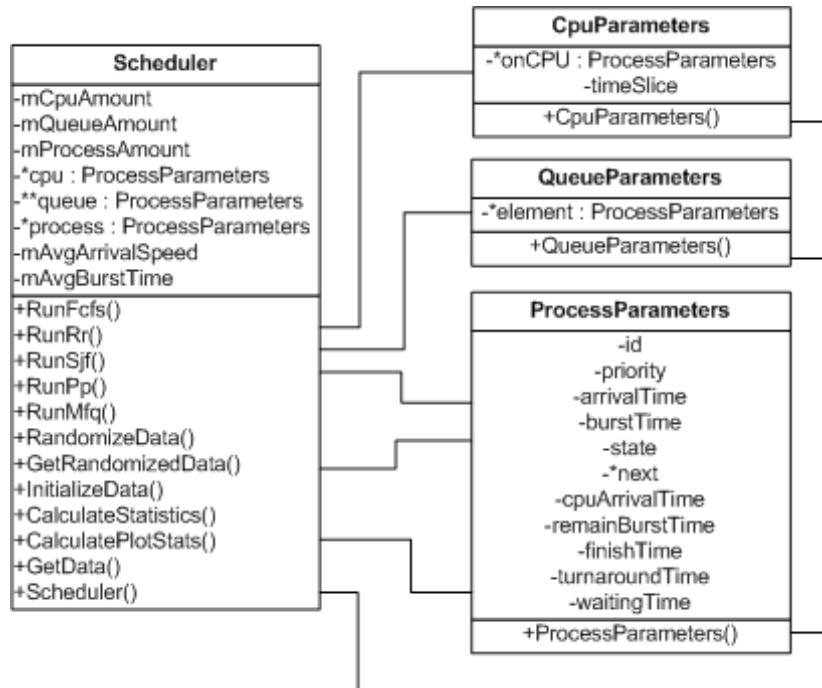 Scheduler
-mCpuAmount
-mQueueAmount
-mProcessAmount
-*cpu : ProcessParameters
-**queue : ProcessParameters
-*process : ProcessParameters
-mAvgArrivalSpeed
-mAvgBurstTime
+RunFcfs()
+RunRr()
+RunSjf()
+RunPp()
+RunMfq()
+RandomizeData()
+GetRandomizedData()
+InitializeData()
+CalculateStatistics()
+CalculatePlotStats()
+GetData()
+Scheduler()
CpuParameters
-*onCPU : ProcessParameters
-timeSlice
+CpuParameters()
QueueParameters
-*element : ProcessParameters
+QueueParameters()
ProcessParameters
-id
-priority
-arrivalTime
-burstTime
-state
-*next
-cpuArrivalTime
-remainBurstTime
-finishTime
-turnaroundTime
-waitingTime
+ProcessParameters()